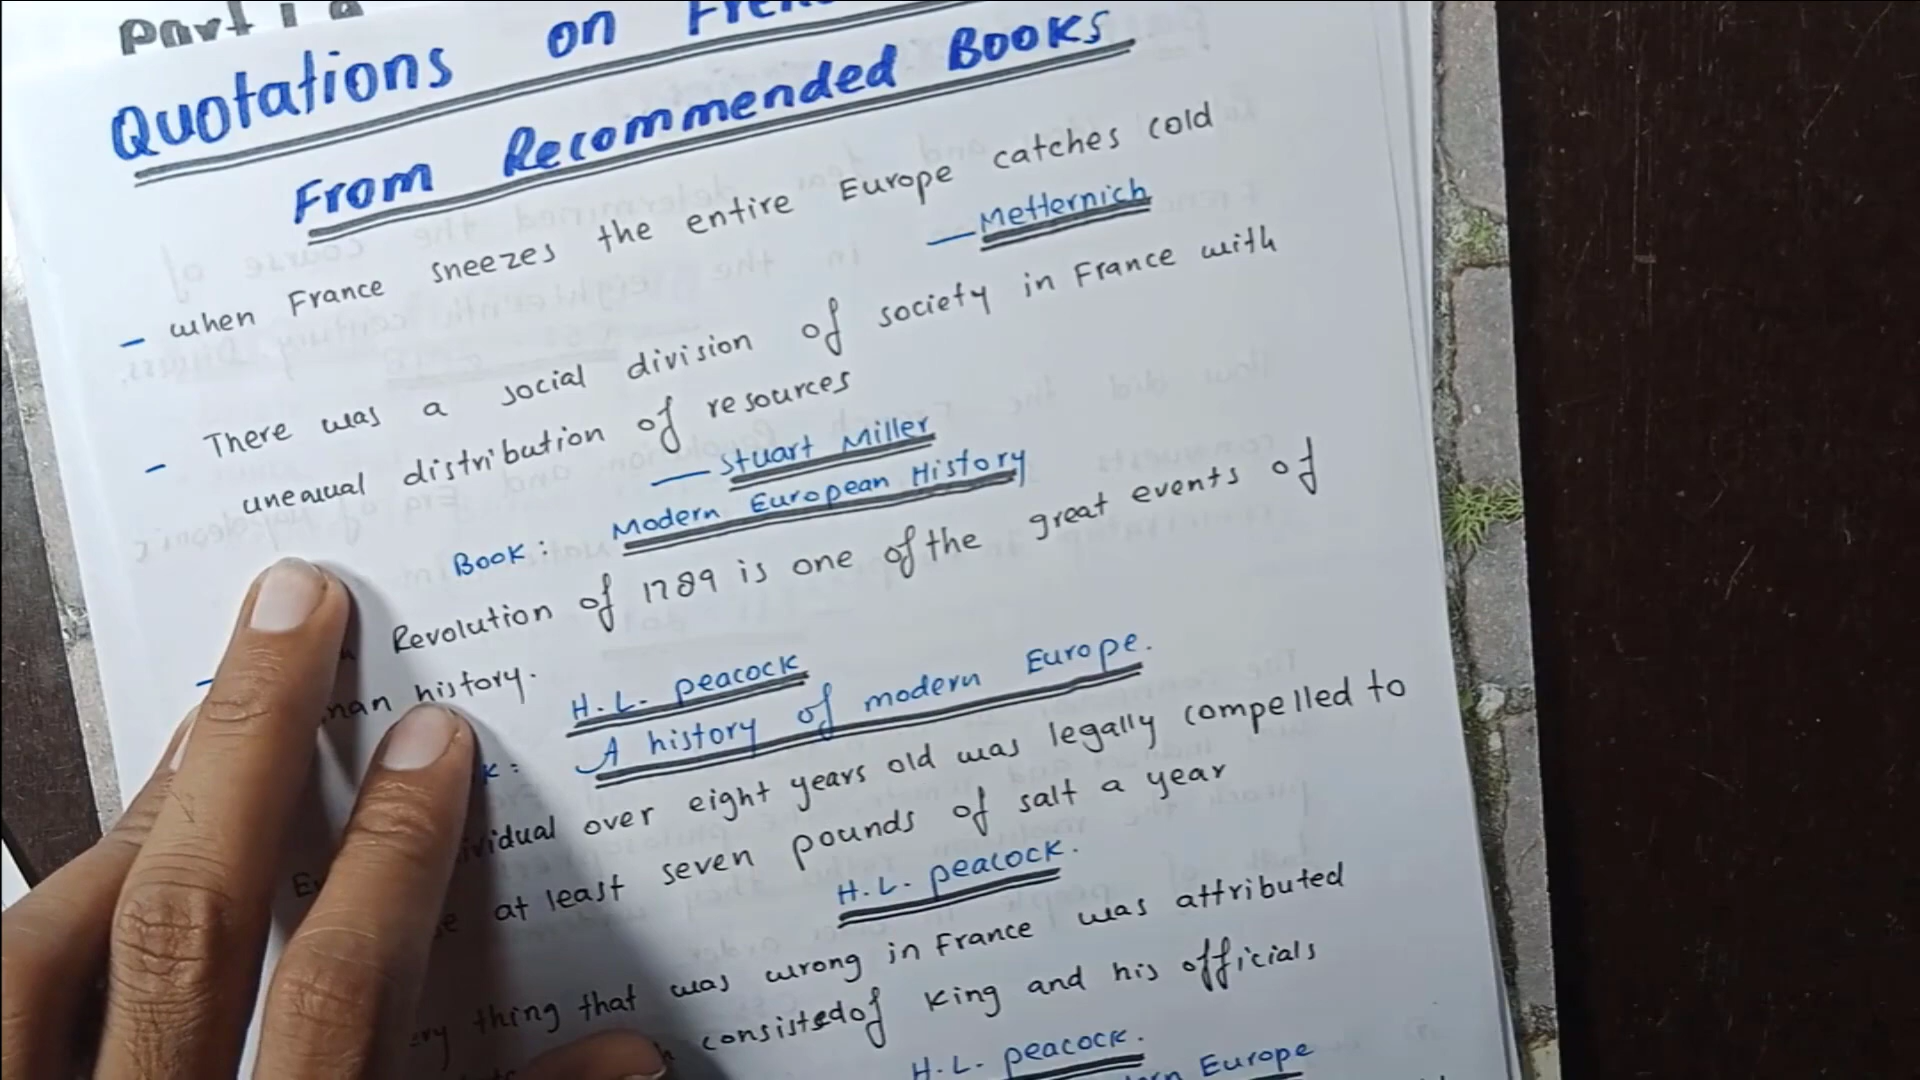 Part
Quotations on
From Recommended Books
- when France sneezes the entire Europe catches cold
— Metternich
- There was a social division of society in France with
unequal distribution of resources
— Stuart Miller
Book: Modern European History
- Revolution of 1789 is one of the great events of
history.
H.L. peacock
A history of modern Europe.
over eight years old was legally compelled to
at least seven pounds of salt a year
H.L. peacock.
thing that was wrong in France was attributed
consisted of King and his officials
H.L. peacock.
Europe